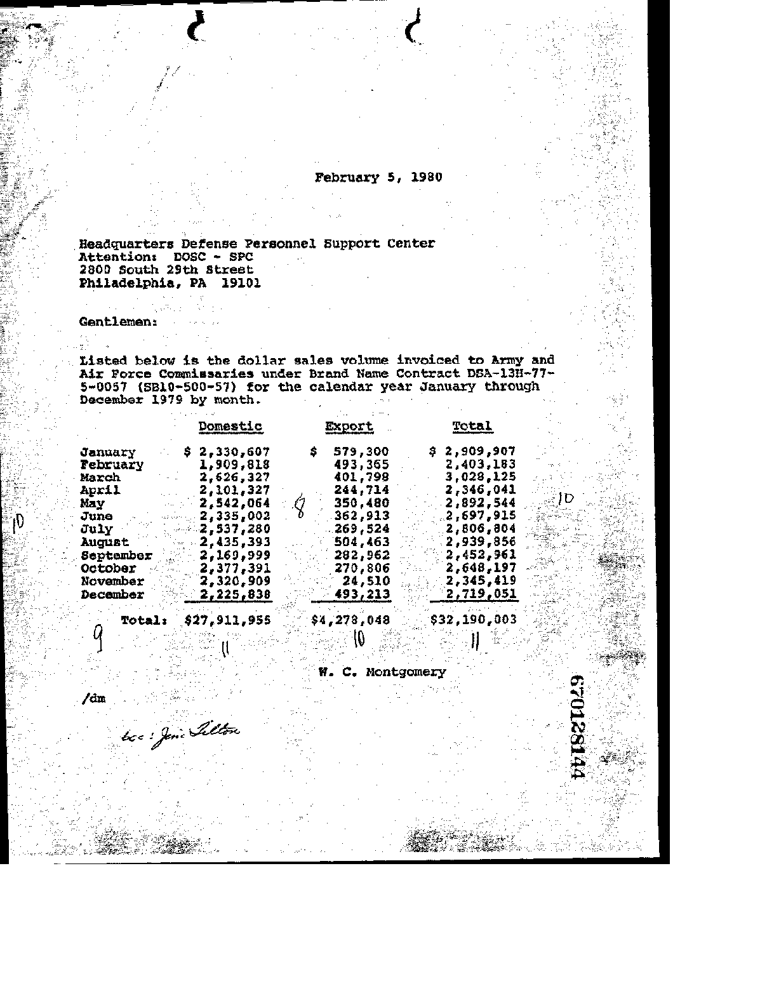 February 5, 1980
Headquarters Defense Personnel Support Center
Attention: DOSC - SPC
2800 South 29th Street
Philadelphia, PA 19101
Gentlemen:
Listed below is the dollar sales volume invoiced to Army and
Air Force Commissaries under Brand Name Contract DSA-13H-77-
5-0057 (SB10-500-57) for the calendar year January through
December 1979 by month.
Domestic Export Total
January $ 2,330,607 $ 579,300 $ 2,909,907
February 1,909,818 493,365 2,403,183
March 2,626,327 401,798 3,028,125
April 2,101,327 244,714 2,346,041
May 2,542,064 350,480 2,892,544
June 2,335,002 362,913 2,697,915
July 2,537,280 269,524 2,806,804
August 2,435,393 504,463 2,939,856
September 2,169,999 282,962 2,452,961
October 2,377,391 270,806 2,648,197
November 2,320,909 24,510 2,345,419
December 2,225,838 493,213 2,719,051
10 8 10
Total: $27,911,955 $4,278,048 $32,190,003
9 11 10 11
W. C. Montgomery
/dm
bcc: Jene Tilton
670128144